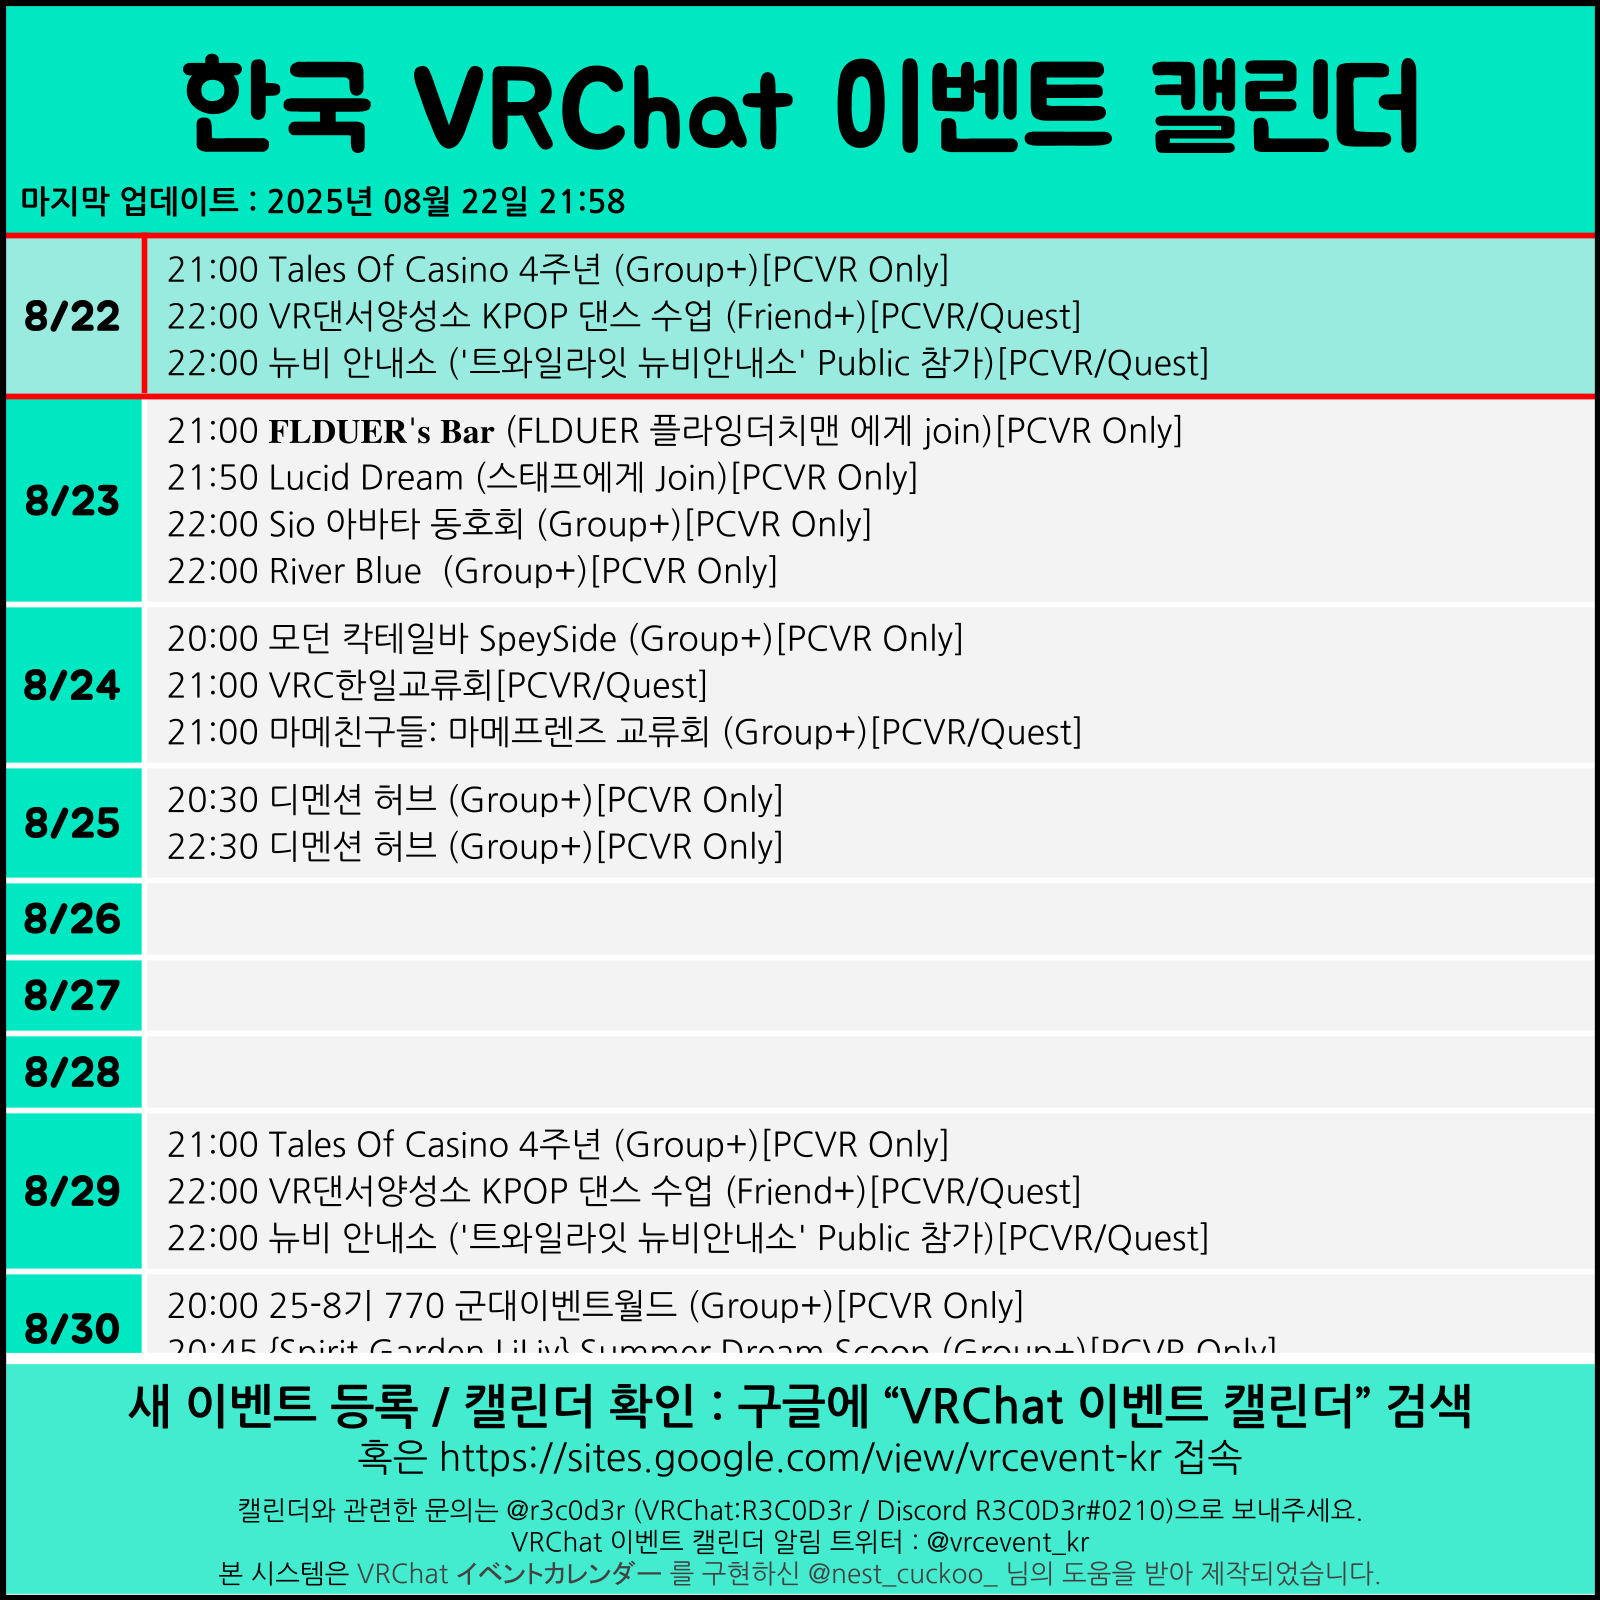 한국 VRChat 이벤트 캘린더
마지막 업데이트 : 2025년 08월 22일 21:58
8/22
21:00 Tales Of Casino 4주년 (Group+)[PCVR Only]
22:00 VR댄서양성소 KPOP 댄스 수업 (Friend+)[PCVR/Quest]
22:00 뉴비 안내소 ('트와일라잇 뉴비안내소' Public 참가)[PCVR/Quest]
8/23
21:00 FLDUER's Bar (FLDUER 플라잉더치맨 에게 join)[PCVR Only]
21:50 Lucid Dream (스태프에게 Join)[PCVR Only]
22:00 Sio 아바타 동호회 (Group+)[PCVR Only]
22:00 River Blue  (Group+)[PCVR Only]
8/24
20:00 모던 칵테일바 SpeySide (Group+)[PCVR Only]
21:00 VRC한일교류회[PCVR/Quest]
21:00 마메친구들: 마메프렌즈 교류회 (Group+)[PCVR/Quest]
8/25
20:30 디멘션 허브 (Group+)[PCVR Only]
22:30 디멘션 허브 (Group+)[PCVR Only]
8/26
8/27
8/28
8/29
21:00 Tales Of Casino 4주년 (Group+)[PCVR Only]
22:00 VR댄서양성소 KPOP 댄스 수업 (Friend+)[PCVR/Quest]
22:00 뉴비 안내소 ('트와일라잇 뉴비안내소' Public 참가)[PCVR/Quest]
8/30
20:00 25-8기 770 군대이벤트월드 (Group+)[PCVR Only]
20:45 {Spirit Garden LiLiy} Summer Dream Scoop (Group+)[PCVR Only]
새 이벤트 등록 / 캘린더 확인 : 구글에 “VRChat 이벤트 캘린더” 검색
혹은 https://sites.google.com/view/vrcevent-kr 접속
캘린더와 관련한 문의는 @r3c0d3r (VRChat:R3C0D3r / Discord R3C0D3r#0210)으로 보내주세요.
VRChat 이벤트 캘린더 알림 트위터 : @vrcevent_kr
본 시스템은 VRChat イベントカレンダー 를 구현하신 @nest_cuckoo_ 님의 도움을 받아 제작되었습니다.